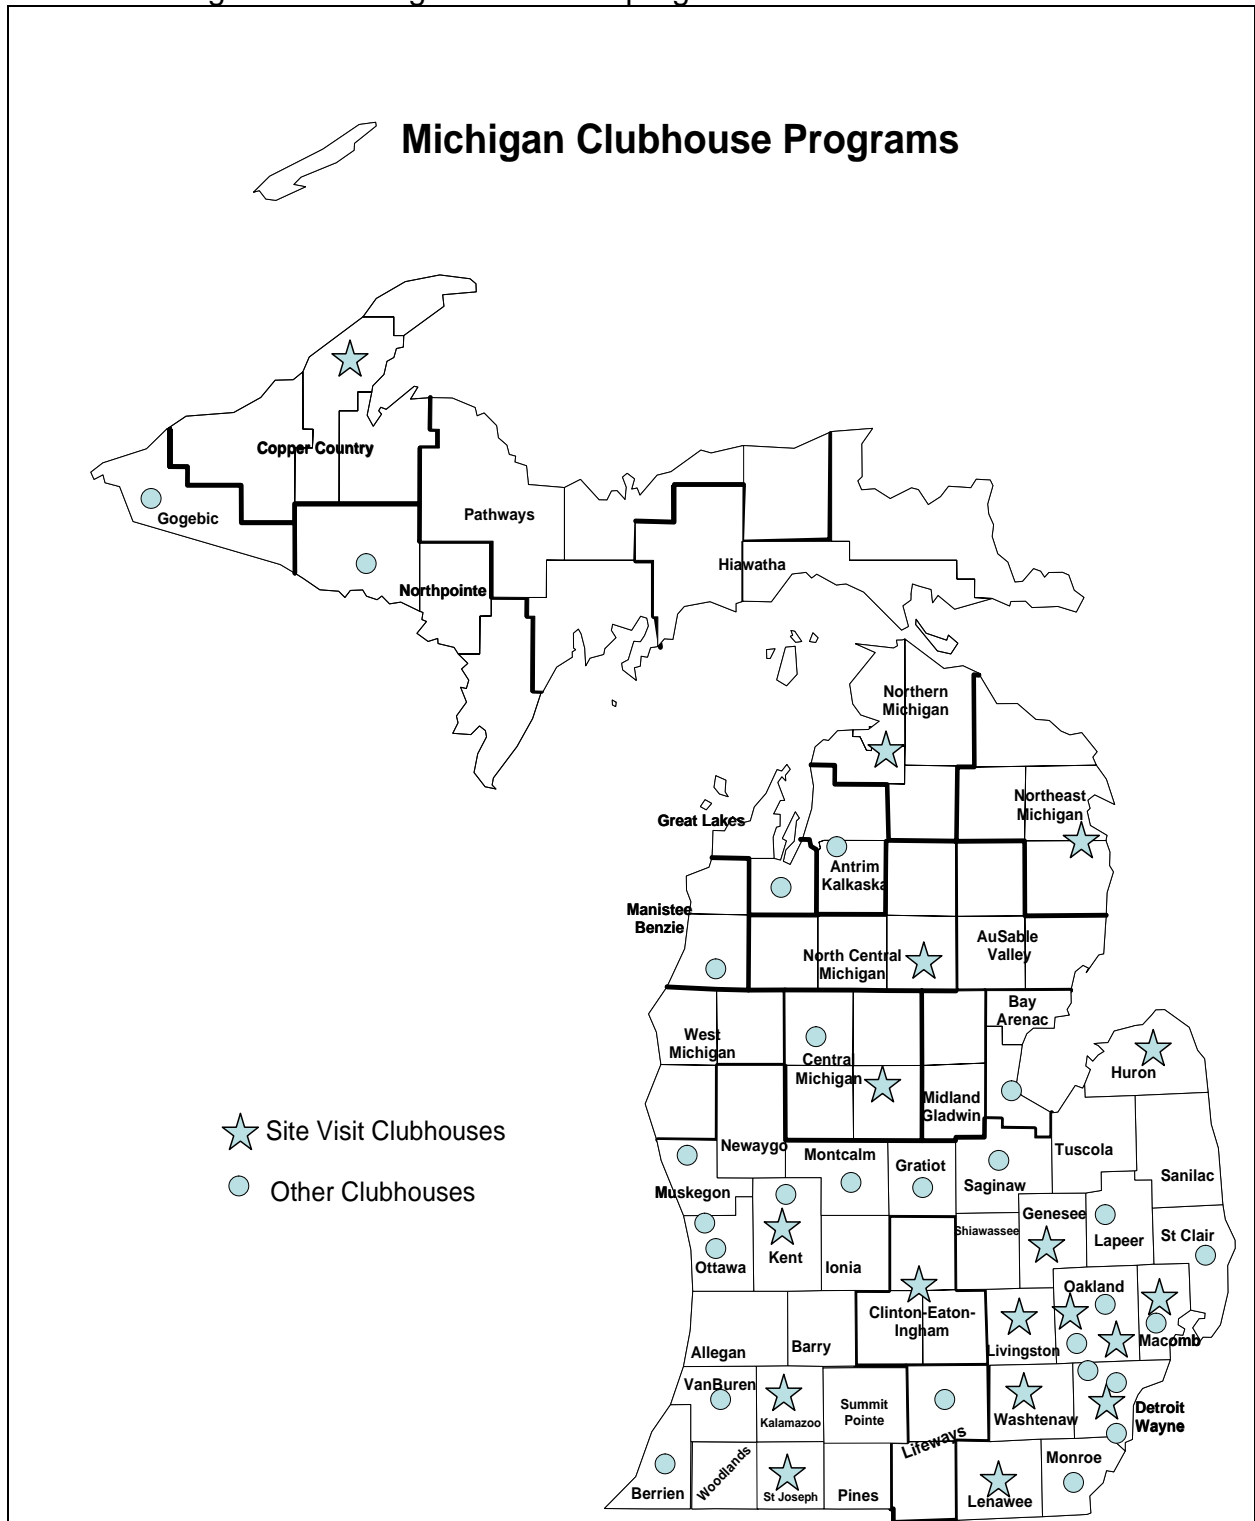 Michigan Clubhouse Programs
Copper Country
Gogebic
Pathways
Northpointe
Hiawatha
Northern
Michigan
Northeast
Michigan
Great Lakes
Antrim
Kalkaska
Manistee
Benzie
North Central
Michigan
AuSable
Valley
Bay
Arenac
West
Michigan
Central
Michigan
Huron
Midland
Gladwin
Site Visit Clubhouses
Newaygo
Montcalm
Gratiot
Tuscola
Sanilac
Other Clubhouses
Muskegon
Saginaw
Genesee
Shiawassee
Lapeer
St Clair
Ottawa
Kent
Ionia
Oakland
Clinton-Eaton-
Ingham
Livingston
Macomb
Allegan
Barry
VanBuren
Kalamazoo
Summit
Pointe
Washtenaw
Detroit
Wayne
Lifeways
Monroe
Berrien
Woodlands
St Joseph
Pines
Lenawee